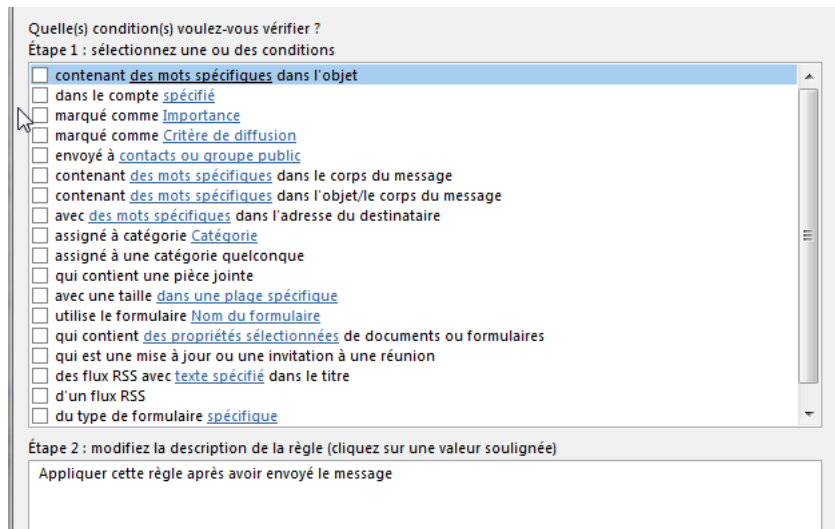 Quelle(s) condition(s) voulez-vous vérifier ?
Étape 1 : sélectionnez une ou des conditions
contenant des mots spécifiques dans l'objet
dans le compte spécifié
marqué comme Importance
marqué comme Critère de diffusion
envoyé à contacts ou groupe public
contenant des mots spécifiques dans le corps du message
contenant des mots spécifiques dans l'objet/le corps du message
avec des mots spécifiques dans l'adresse du destinataire
assigné à catégorie Catégorie
assigné à une catégorie quelconque
qui contient une pièce jointe
avec une taille dans une plage spécifique
utilise le formulaire Nom du formulaire
qui contient des propriétés sélectionnées de documents ou formulaires
qui est une mise à jour ou une invitation à une réunion
des flux RSS avec texte spécifié dans le titre
d'un flux RSS
du type de formulaire spécifique
Étape 2 : modifiez la description de la règle (cliquez sur une valeur soulignée)
Appliquer cette règle après avoir envoyé le message